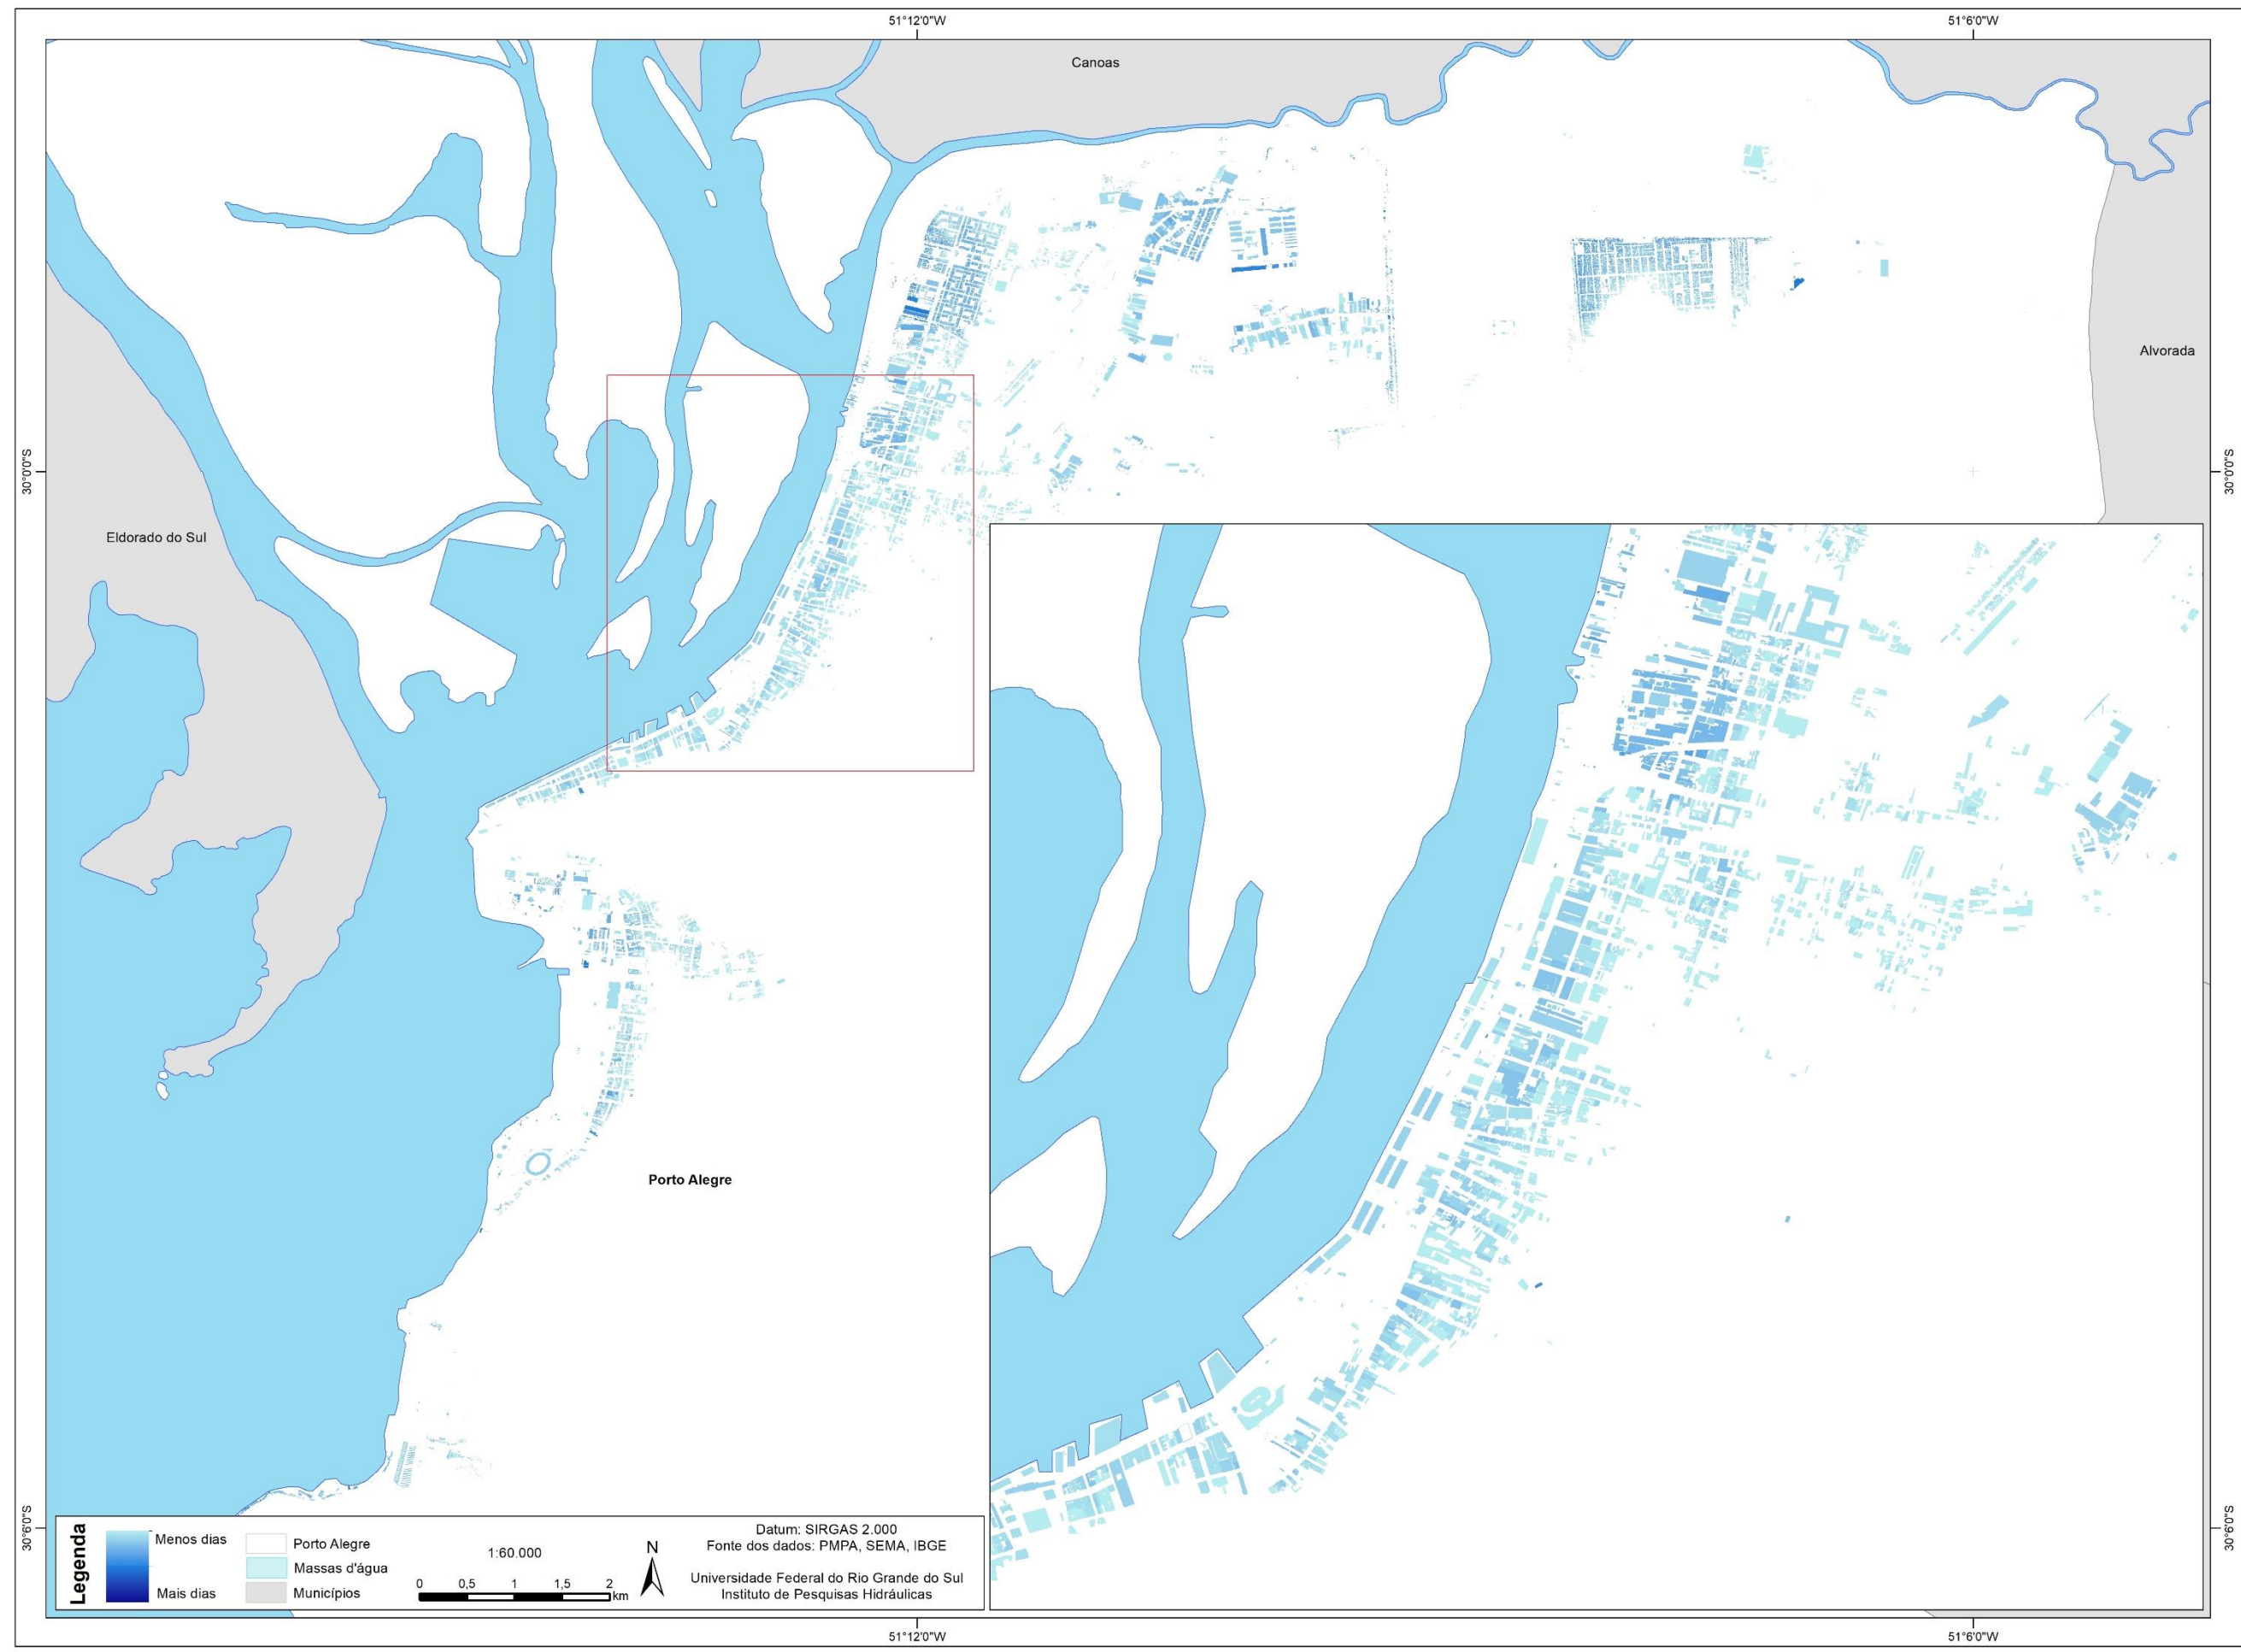 51°12'0"W
51°6'0"W
Canoas
Alvorada
30°0'0"S
30°0'0"S
Eldorado do Sul
Porto Alegre
30°6'0"S
30°6'0"S
Legenda
Menos dias
Mais dias
Porto Alegre
Massas d'água
Municípios
1:60.000
0 0,5 1 1,5 2
km
N
Datum: SIRGAS 2.000
Fonte dos dados: PMPA, SEMA, IBGE
Universidade Federal do Rio Grande do Sul
Instituto de Pesquisas Hidráulicas
51°12'0"W
51°6'0"W